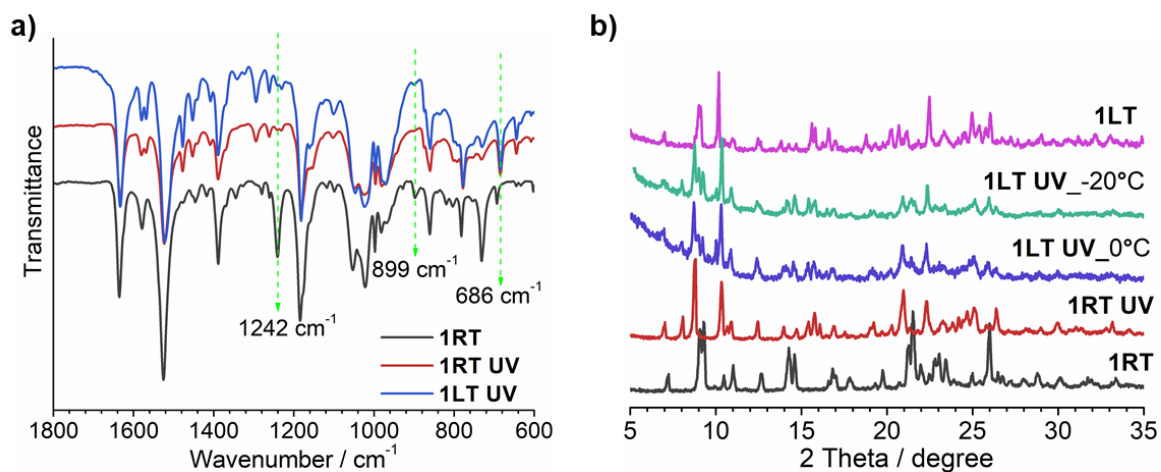 a)
Transmittance
1242 cm⁻¹
899 cm⁻¹
686 cm⁻¹
1RT
1RT UV
1LT UV
1800 1600 1400 1200 1000 800 600
Wavenumber / cm⁻¹
b)
1LT
1LT UV_-20°C
1LT UV_0°C
1RT UV
1RT
5 10 15 20 25 30 35
2 Theta / degree